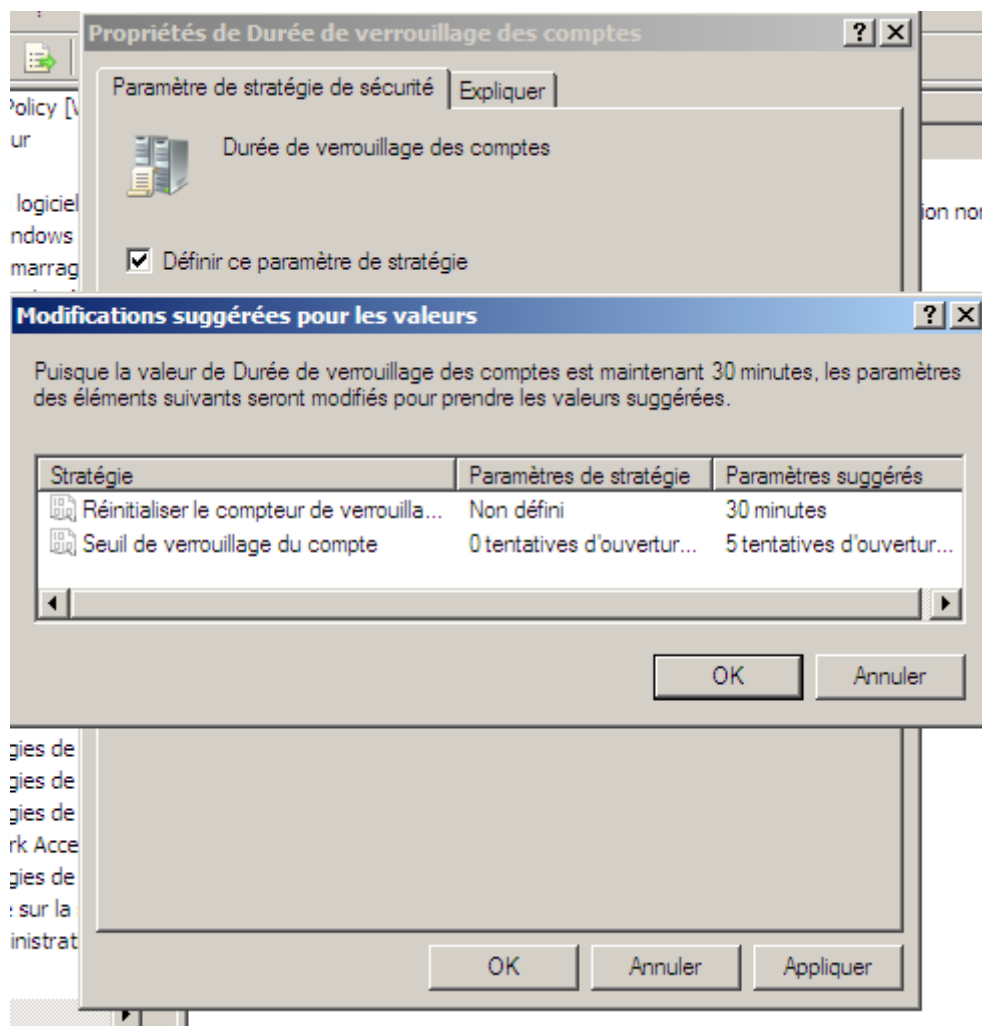 Propriétés de Durée de verrouillage des comptes
Paramètre de stratégie de sécurité
Expliquer
Policy [\
ur
Durée de verrouillage des comptes
logiciel
ion nor
ndows
marrag
Définir ce paramètre de stratégie
Modifications suggérées pour les valeurs
Puisque la valeur de Durée de verrouillage des comptes est maintenant 30 minutes, les paramètres
des éléments suivants seront modifiés pour prendre les valeurs suggérées.
Stratégie Paramètres de stratégie Paramètres suggérés
Réinitialiser le compteur de verrouilla... Non défini 30 minutes
Seuil de verrouillage du compte 0 tentatives d'ouvertur... 5 tentatives d'ouvertur...
OK Annuler
gies de
gies de
gies de
rk Acce
gies de
sur la
inistrat
OK Annuler Appliquer